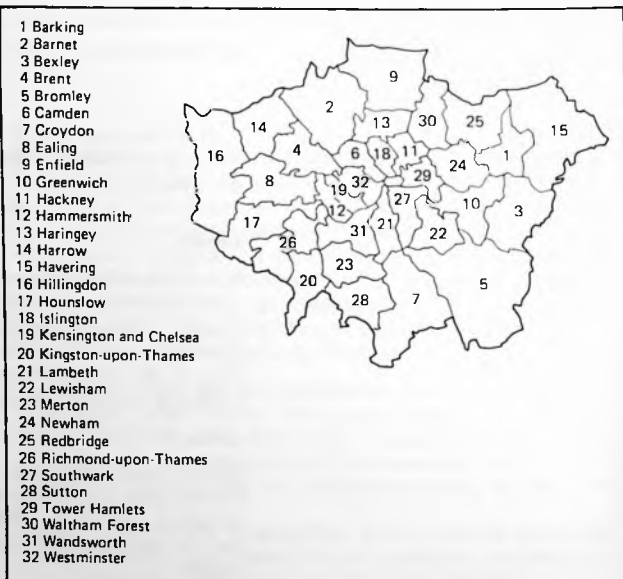 1 Barking
2 Barnet
3 Bexley
4 Brent
5 Bromley
6 Camden
7 Croydon
8 Ealing
9 Enfield
10 Greenwich
11 Hackney
12 Hammersmith
13 Haringey
14 Harrow
15 Havering
16 Hillingdon
17 Hounslow
18 Islington
19 Kensington and Chelsea
20 Kingston-upon-Thames
21 Lambeth
22 Lewisham
23 Merton
24 Newham
25 Redbridge
26 Richmond-upon-Thames
27 Southwark
28 Sutton
29 Tower Hamlets
30 Waltham Forest
31 Wandsworth
32 Westminster
9
2
30
25
14
13
15
16
4
6
18
11
24
1
8
19
32
29
12
27
10
3
17
26
31
21
22
23
20
28
7
5